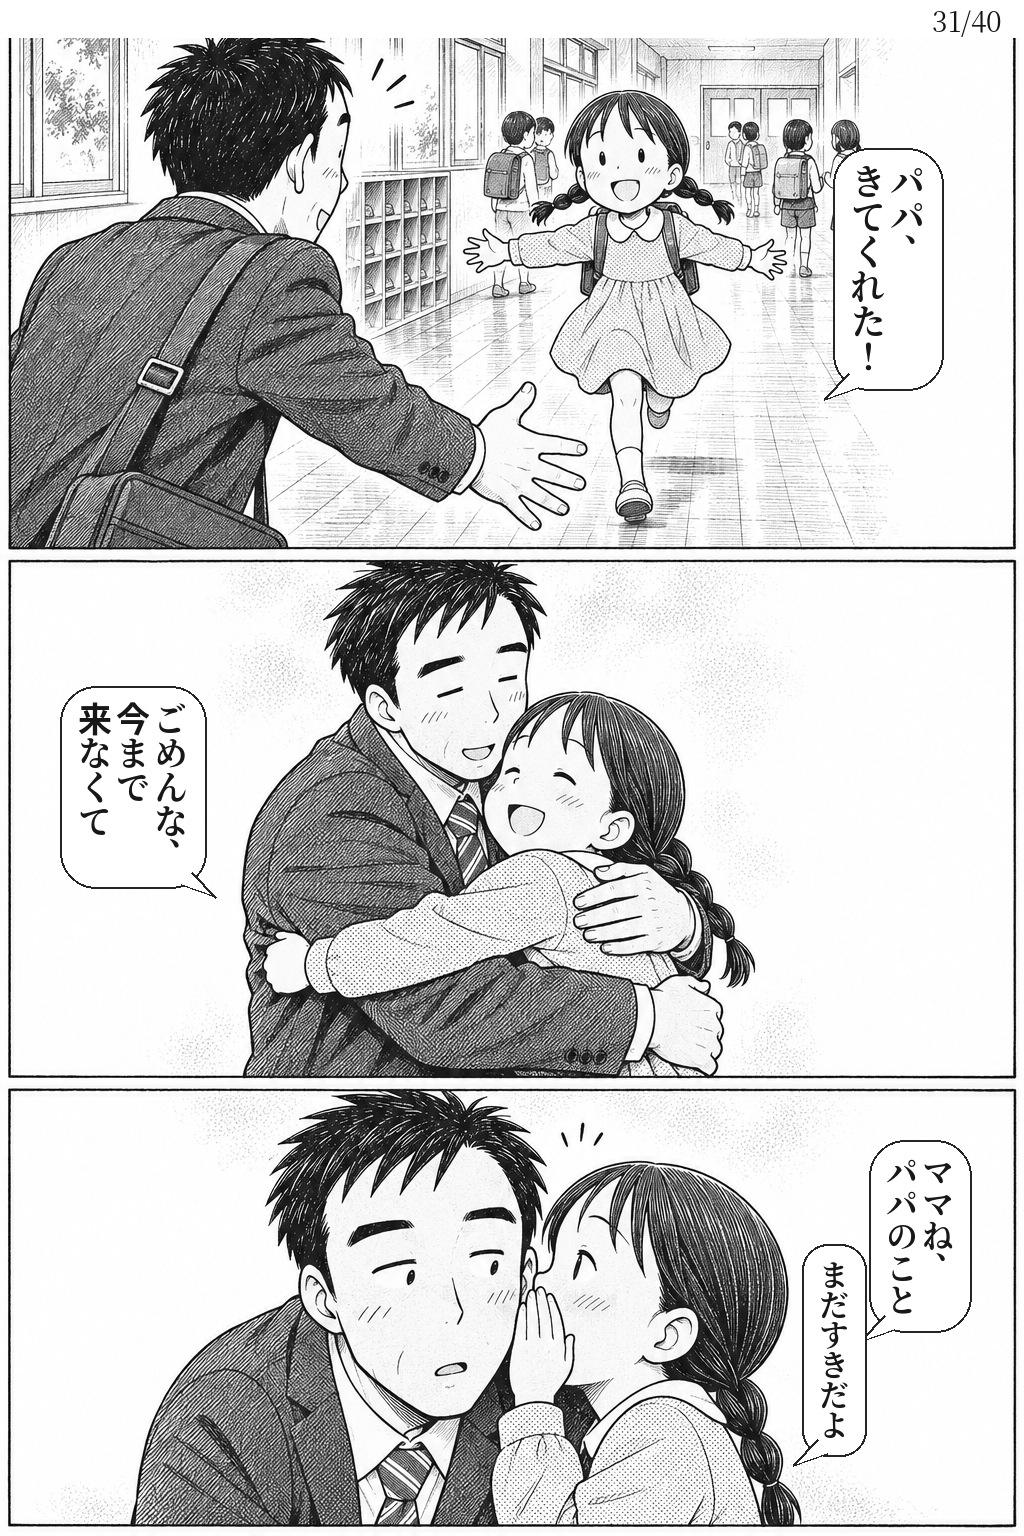 31/40
パパ、
きてくれた！
ごめんな、
今まで
来なくて
ママね、
パパのこと
まだすきだよ